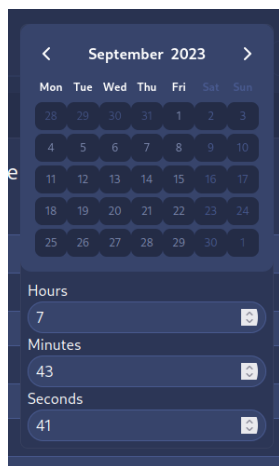 September 2023
Mon Tue Wed Thu Fri Sat Sun
28 29 30 31 1 2 3
4 5 6 7 8 9 10
11 12 13 14 15 16 17
18 19 20 21 22 23 24
25 26 27 28 29 30 1
e
Hours
7
Minutes
43
Seconds
41